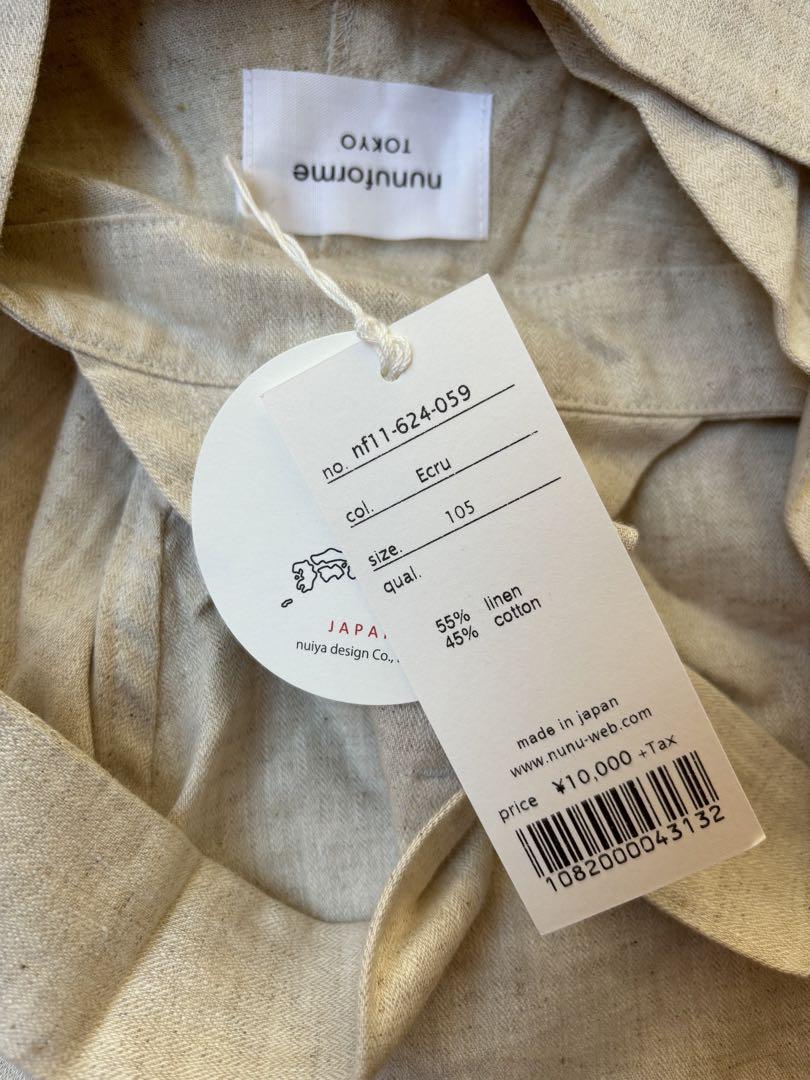 nunuforme
TOKYO
no. nf11-624-059
col. Ecru
size. 105
qual.
55% linen
45% cotton
made in japan
www.nunu-web.com
price ¥10,000 +Tax
1082000043132
nuiya design Co.,